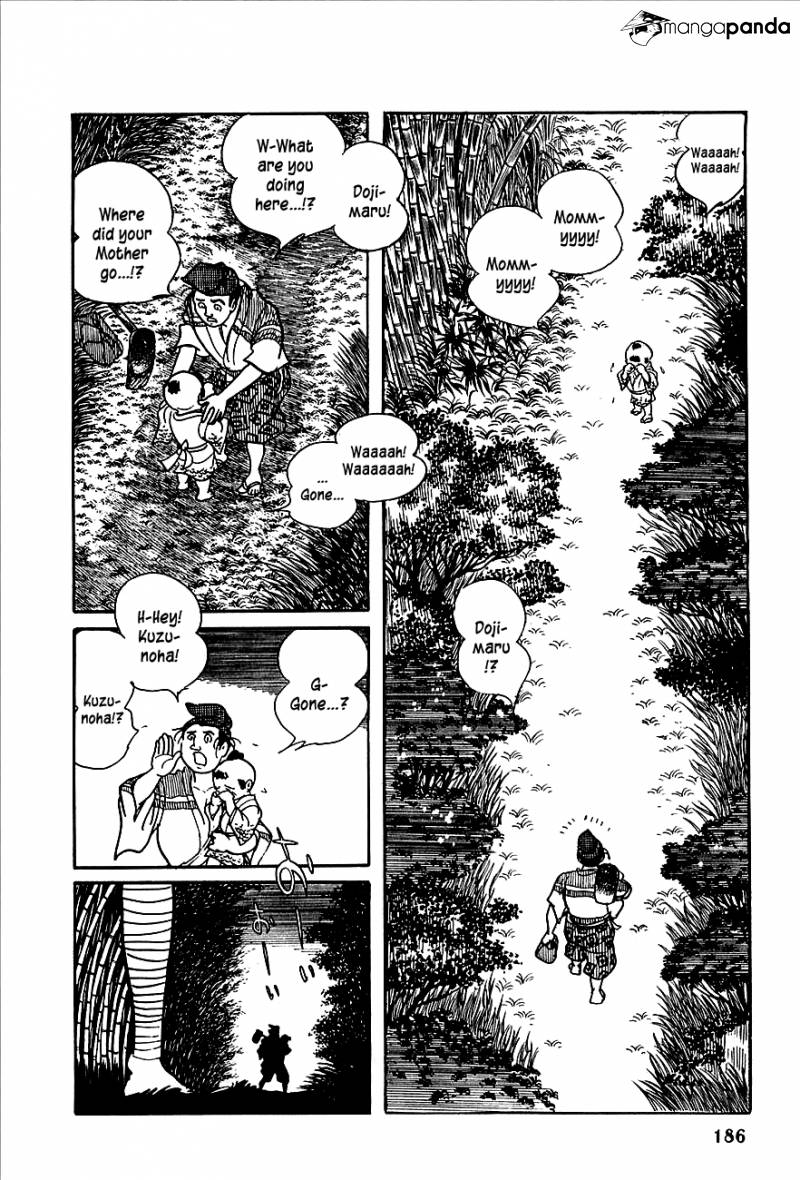 mangapanda
Waaaah!
Waaaah!
Momm-
yyyy!
Momm-
yyyy!
Doji-
maru
!?
Doji-
maru!
W-What
are you
doing
here...!?
Where
did your
Mother
go...!?
Waaaah!
Waaaaaah!
...
Gone...
G-
Gone...?
H-Hey!
Kuzu-
noha!
Kuzu-
noha!?
186